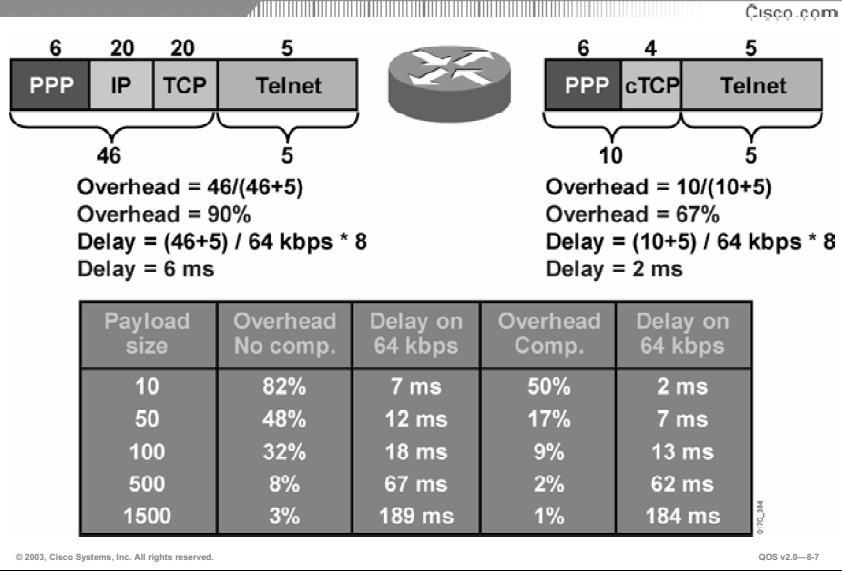 Cisco.com
6 20 20 5
PPP IP TCP Telnet
46 5
Overhead = 46/(46+5)
Overhead = 90%
Delay = (46+5) / 64 kbps * 8
Delay = 6 ms
6 4 5
PPP cTCP Telnet
10 5
Overhead = 10/(10+5)
Overhead = 67%
Delay = (10+5) / 64 kbps * 8
Delay = 2 ms
Payload size Overhead No comp. Delay on 64 kbps Overhead Comp. Delay on 64 kbps
10 82% 7 ms 50% 2 ms
50 48% 12 ms 17% 7 ms
100 32% 18 ms 9% 13 ms
500 8% 67 ms 2% 62 ms
1500 3% 189 ms 1% 184 ms
© 2003, Cisco Systems, Inc. All rights reserved.
QOS v2.0—8-7